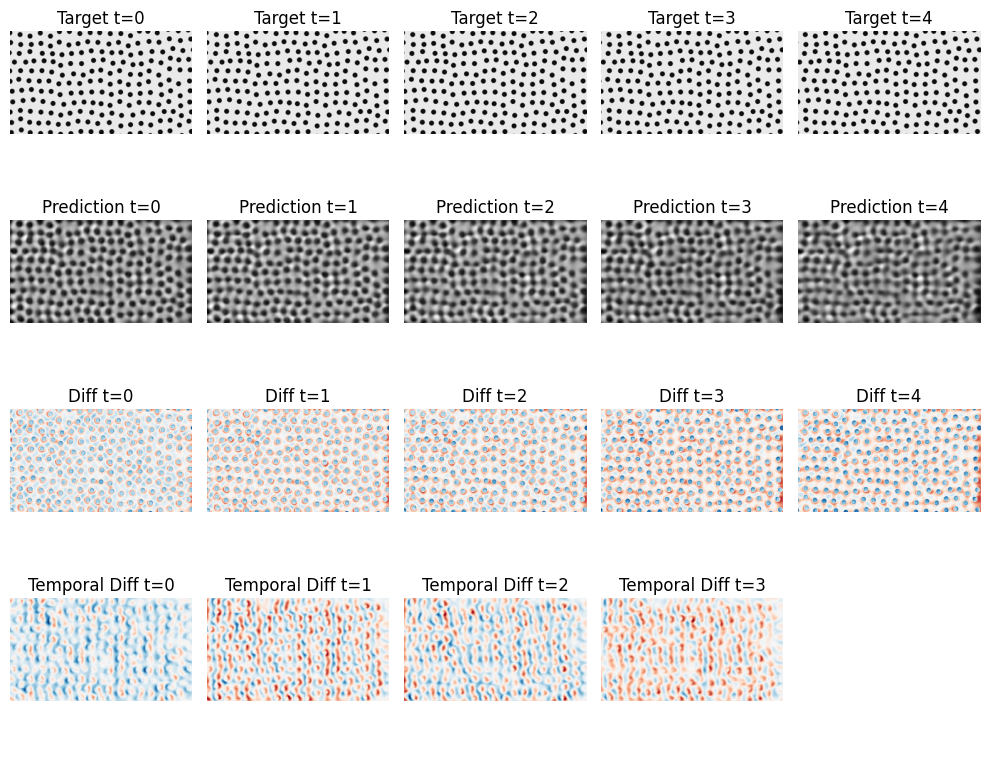 Target t=0 Target t=1 Target t=2 Target t=3 Target t=4
Prediction t=0 Prediction t=1 Prediction t=2 Prediction t=3 Prediction t=4
Diff t=0 Diff t=1 Diff t=2 Diff t=3 Diff t=4
Temporal Diff t=0 Temporal Diff t=1 Temporal Diff t=2 Temporal Diff t=3